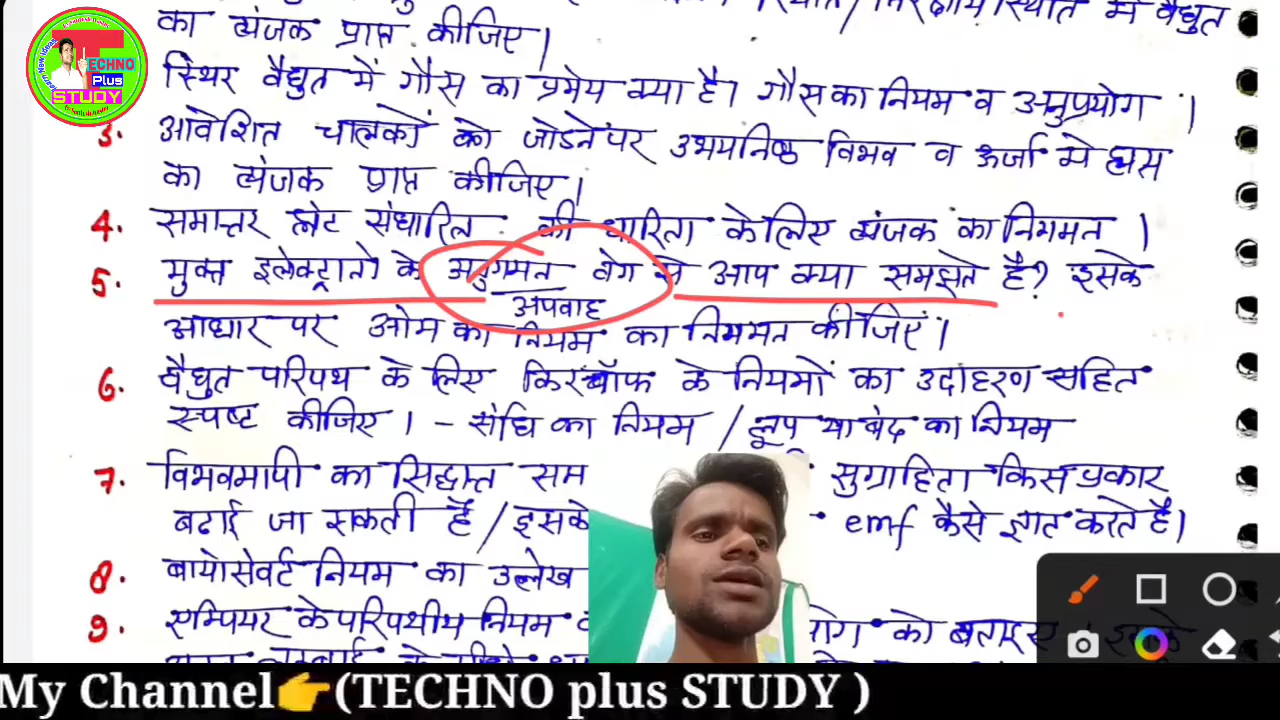 का व्यंजक प्राप्त कीजिए।
स्थिर वैद्युत में गौस का प्रमेय क्या है। गौस का नियम व अनुप्रयोग ।
3. आवेशित चालकों को जोडने पर उभयनिष्ठ विभव व ऊर्जा मे ह्रास
का व्यंजक प्राप्त कीजिए।
4. समान्तर प्लेट संधारित्र की धारिता के लिए व्यंजक का निगमन ।
5. मुक्त इलेक्ट्रानो के अनुगमन वेग से आप क्या समझते है? इसके
अपवाह
आधार पर ओम का नियम का निगमन कीजिए।
6. वैधुत परिपथ के लिए किरचॉफ के नियमों का उदाहरण सहित
स्पष्ट कीजिए। - संधि का नियम / लूप या का नियम
7. विभवमापी का सिद्धान्त सम सुग्राहिता किस प्रकार
बढाई जा सकती है / इसके emf कैसे ज्ञात करते है।
8. बायोसेवर्ट नियम का उल्लेख
9. एम्पियर के परिपथीय नियम को
TECHNO
Plus
STUDY
My Channel👉(TECHNO plus STUDY )